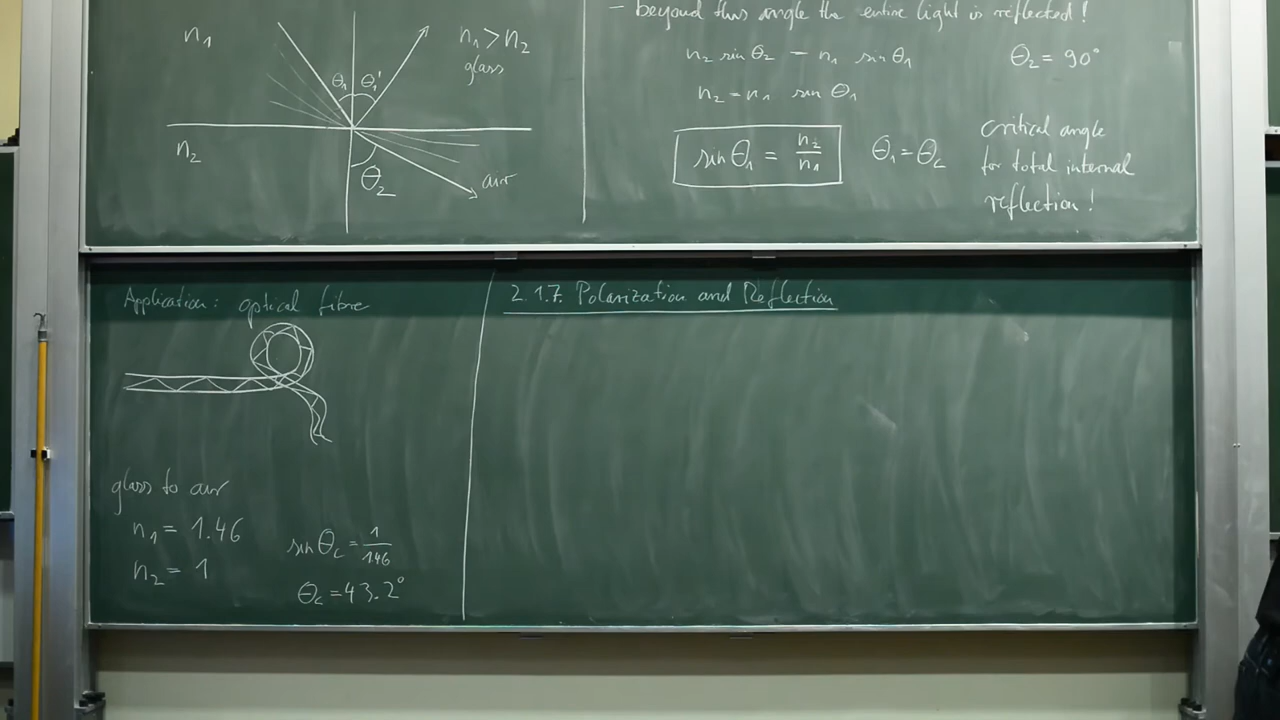 n₁
θ₁ θ₁'
n₁ > n₂
glass
n₂
θ₂
air
- beyond this angle the entire light is reflected!
n₂ sin θ₂ = n₁ sin θ₁
θ₂ = 90°
n₂ = n₁ sin θ₁
sin θ₁ = n₂/n₁
θ₁ = θc
critical angle
for total internal
reflection!
Application: optical fibre
glass to air
n₁ = 1.46
n₂ = 1
sin θc = 1/146
θc = 43.2°
2.1.7. Polarization and Reflection